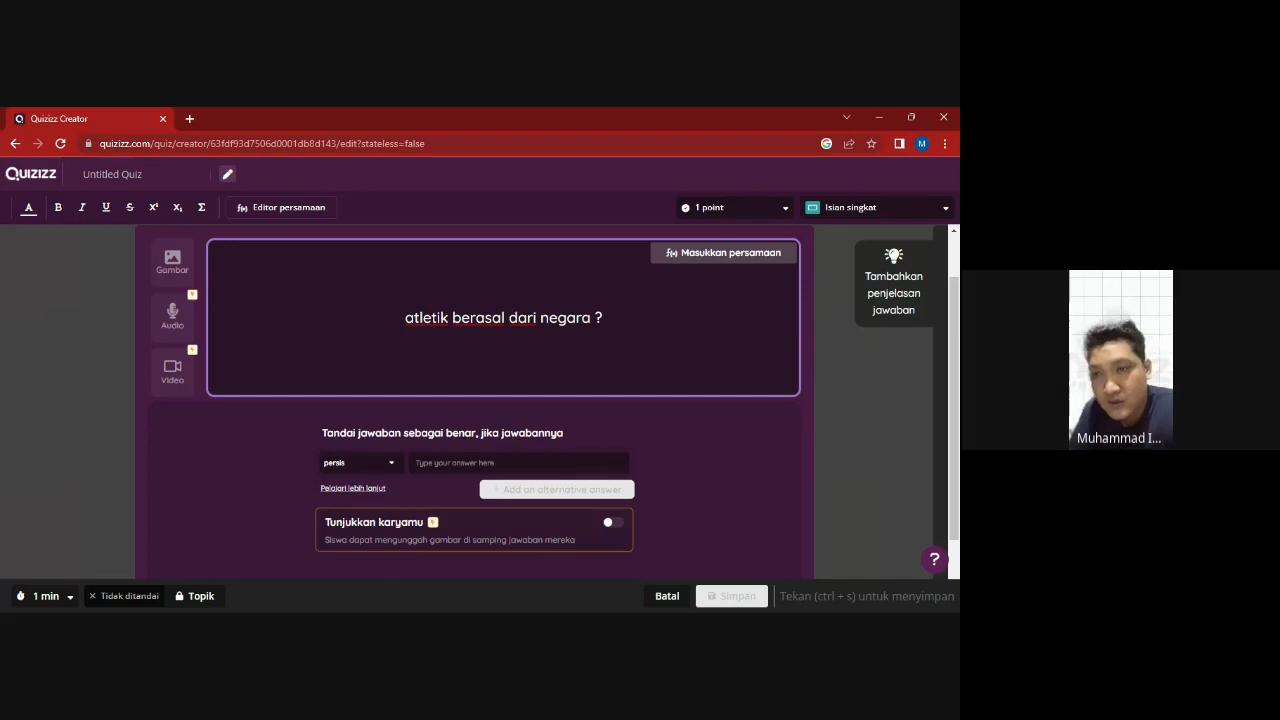 Quizizz Creator
quizizz.com/quiz/creator/63fdf93d7506d0001db8d143/edit?stateless=false
M
QUIZIZZ
Untitled Quiz
A B I U S X¹ X₁ Σ f(x) Editor persamaan
1 point
Isian singkat
Gambar
Audio
Video
f(x) Masukkan persamaan
atletik berasal dari negara ?
Tambahkan
penjelasan
jawaban
Tandai jawaban sebagai benar, jika jawabannya
persis
Type your answer here
Pelajari lebih lanjut
+ Add an alternative answer
Tunjukkan karyamu
Siswa dapat mengunggah gambar di samping jawaban mereka
?
1 min
Tidak ditandai
Topik
Batal
Simpan
Tekan (ctrl + s) untuk menyimpan
Muhammad I...